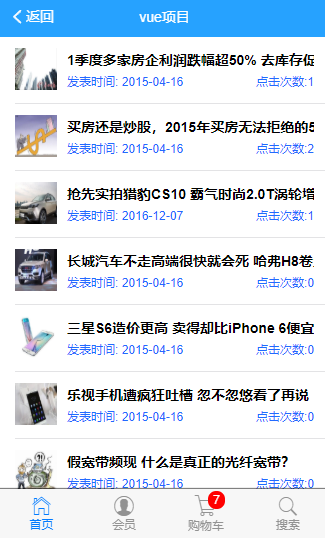 返回
vue项目
1季度多家房企利润跌幅超50% 去库存促
发表时间: 2015-04-16 点击次数:1
买房还是炒股，2015年买房无法拒绝的5
发表时间: 2015-04-16 点击次数:2
抢先实拍猎豹CS10 霸气时尚2.0T涡轮增
发表时间: 2016-12-07 点击次数:1
长城汽车不走高端很快就会死 哈弗H8卷
发表时间: 2015-04-16 点击次数:0
三星S6造价更高 卖得却比iPhone 6便宜
发表时间: 2015-04-16 点击次数:0
乐视手机遭疯狂吐槽 忽不忽悠看了再说
发表时间: 2015-04-16 点击次数:0
假宽带频现 什么是真正的光纤宽带?
发表时间: 2015-04-16 点击次数:0
7
首页 会员 购物车 搜索